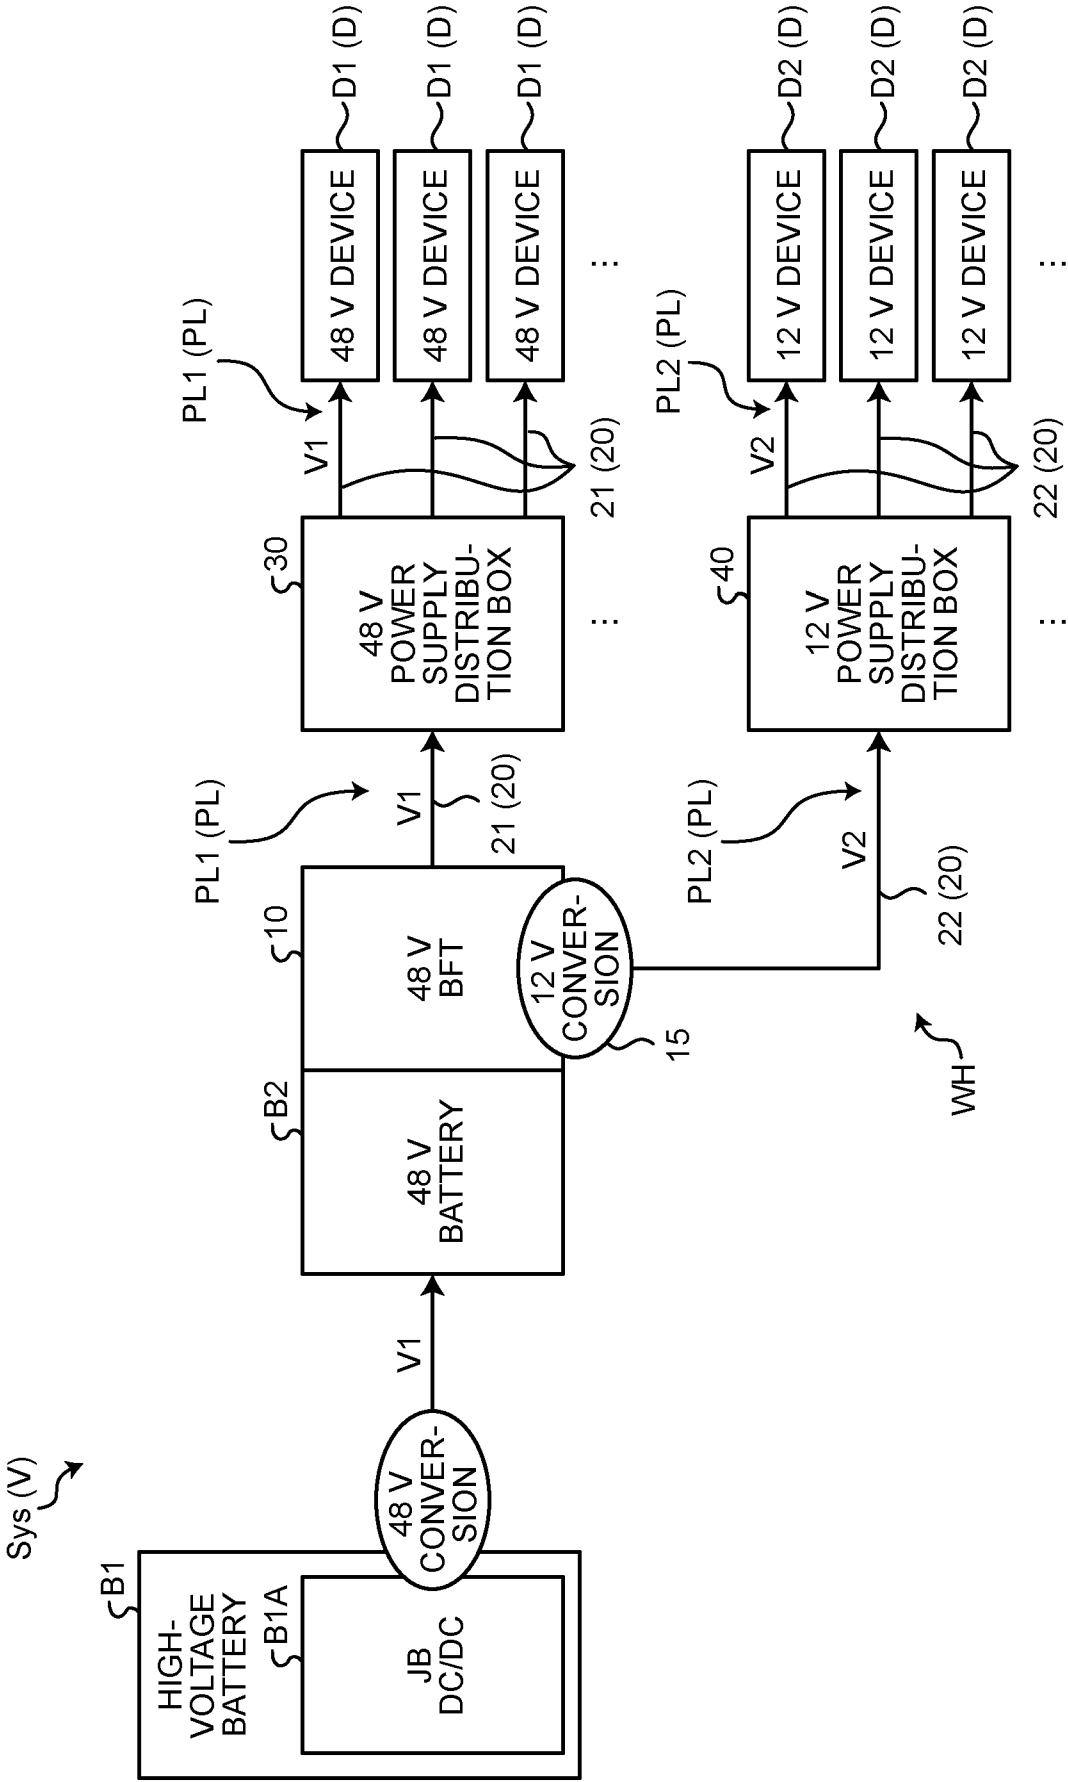 Sys (V)
B1
HIGH-
VOLTAGE
BATTERY
B1A
JB
DC/DC
48 V
CONVER-
SION
V1
B2
48 V
BATTERY
10
48 V
BFT
12 V
CONVER-
SION
15
WH
PL1 (PL)
V1
21 (20)
30
48 V
POWER
SUPPLY
DISTRIBU-
TION BOX
...
PL1 (PL)
V1
21 (20)
48 V DEVICE
D1 (D)
48 V DEVICE
D1 (D)
48 V DEVICE
D1 (D)
...
PL2 (PL)
V2
22 (20)
40
12 V
POWER
SUPPLY
DISTRIBU-
TION BOX
...
PL2 (PL)
V2
22 (20)
12 V DEVICE
D2 (D)
12 V DEVICE
D2 (D)
12 V DEVICE
D2 (D)
...